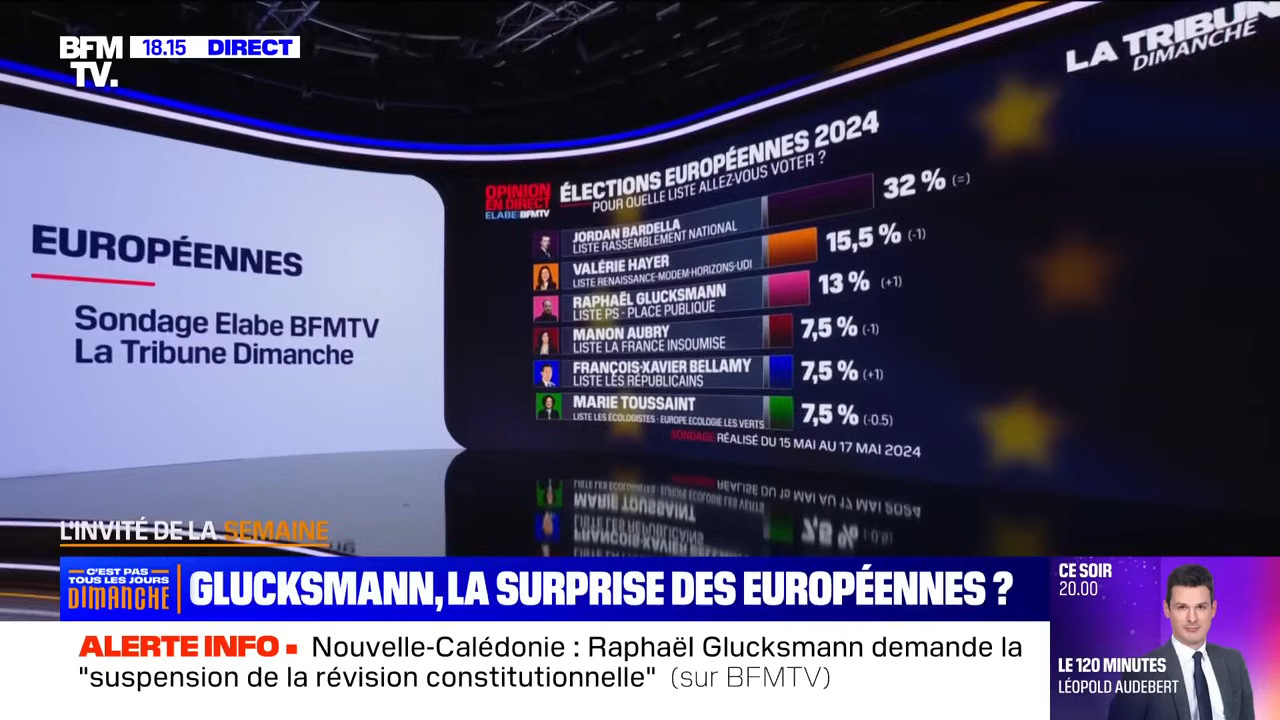 BFM
TV.
18.15 DIRECT
LA TRIBUN
DIMANCHE
EUROPÉENNES
Sondage Elabe BFMTV
La Tribune Dimanche
OPINION
EN DIRECT
ELABE BFMTV
ÉLECTIONS EUROPÉENNES 2024
POUR QUELLE LISTE ALLEZ-VOUS VOTER ?
JORDAN BARDELLA
LISTE RASSEMBLEMENT NATIONAL
32 % (=)
VALÉRIE HAYER
LISTE RENAISSANCE-MODEM-HORIZONS-UDI
15,5 % (-1)
RAPHAËL GLUCKSMANN
LISTE PS - PLACE PUBLIQUE
13 % (+1)
MANON AUBRY
LISTE LA FRANCE INSOUMISE
7,5 % (-1)
FRANÇOIS-XAVIER BELLAMY
LISTE LES RÉPUBLICAINS
7,5 % (+1)
MARIE TOUSSAINT
LISTE LES ÉCOLOGISTES - EUROPE ECOLOGIE LES VERTS
7,5 % (-0.5)
SONDAGE RÉALISÉ DU 15 MAI AU 17 MAI 2024
L'INVITÉ DE LA SEMAINE
C'EST PAS
TOUS LES JOURS
DIMANCHE
GLUCKSMANN, LA SURPRISE DES EUROPÉENNES ?
ALERTE INFO Nouvelle-Calédonie : Raphaël Glucksmann demande la
"suspension de la révision constitutionnelle" (sur BFMTV)
CE SOIR
20.00
LE 120 MINUTES
LÉOPOLD AUDEBERT